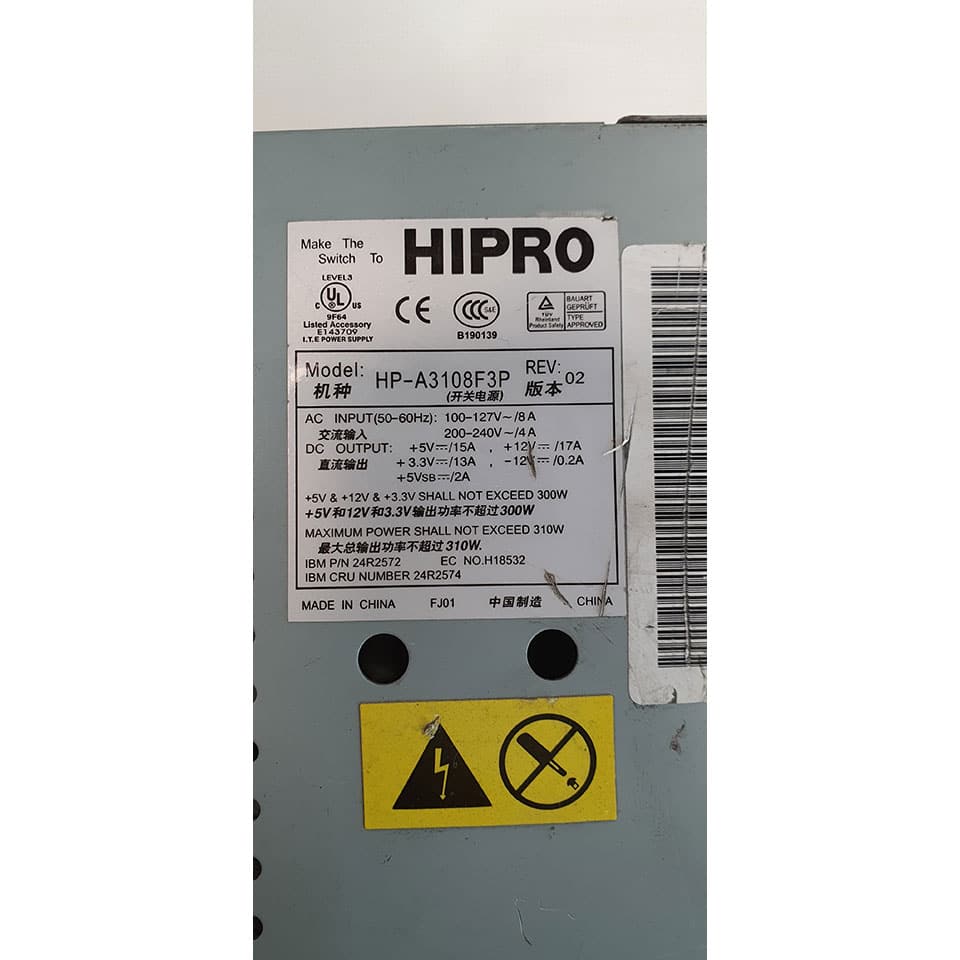 Make The
Switch To
HIPRO
LEVEL3
C UL US
9F64
Listed Accessory
E143709
I.T.E POWER SUPPLY
CE
CCC S&E
B190139
TÜV
Rheinland
Product Safety
BAUART
GEPRÜFT
TYPE
APPROVED
Model: HP-A3108F3P REV: 02
机种 (开关电源) 版本
AC INPUT(50-60Hz): 100-127V~/8A
交流输入 200-240V~/4A
DC OUTPUT: +5V⎓/15A , +12V⎓/17A
直流输出 +3.3V⎓/13A , -12V⎓/0.2A
+5VSB⎓/2A
+5V & +12V & +3.3V SHALL NOT EXCEED 300W
+5V和12V和3.3V输出功率不超过300W
MAXIMUM POWER SHALL NOT EXCEED 310W
最大总输出功率不超过310W.
IBM P/N 24R2572 EC NO.H18532
IBM CRU NUMBER 24R2574
MADE IN CHINA FJ01 中国制造 CHINA